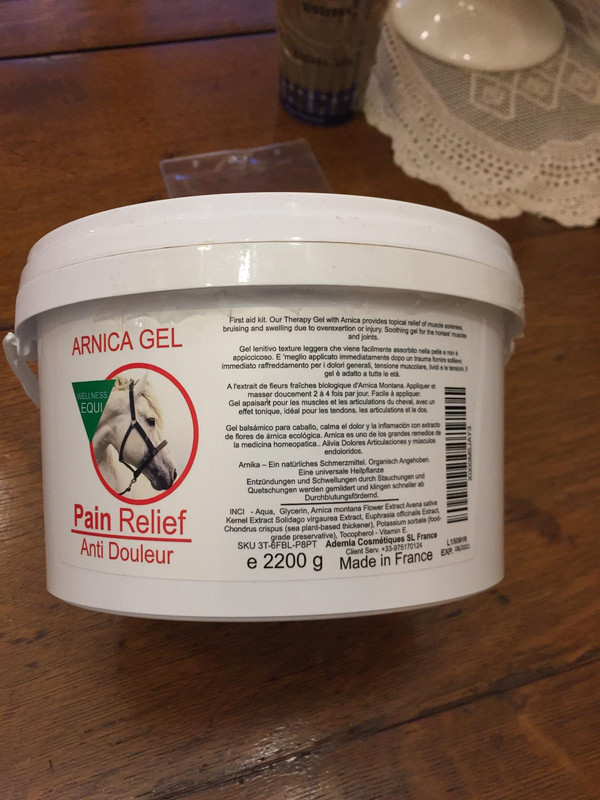 ARNICA GEL
WELLNESS
EQUI
Pain Relief
Anti Douleur
First aid kit. Our Therapy Gel with Arnica provides topical relief of muscle soreness,
bruising and swelling due to overexertion or injury. Soothing gel for the horses' muscles
and joints.
Gel lenitivo texture leggera che viene facilmente assorbito nella pelle e non è
appiccicoso. E 'meglio applicato immediatamente dopo un trauma fornire sollievo
immediato raffreddamento per i dolori generali, tensione muscolare, lividi e le tensioni. Il
gel è adatto a tutte le età.
A l'extrait de fleurs fraîches biologique d'Arnica Montana. Appliquer et
masser doucement 2 à 4 fois par jour. Facile à appliquer.
Gel apaisant pour les muscles et les articulations du cheval, avec un
effet tonique, idéal pour les tendons, les articulations et le dos.
Gel balsámico para caballo, calma el dolor y la inflamación con extracto
de flores de árnica ecológica. Arnica es uno de los grandes remedios de
la medicina homeopatica.. Alivia Dolores Articulaciones y músculos
endoloridos.
Arnika – Ein natürliches Schmerzmittel. Organisch Angehoben.
Eine universale Heilpflanze
Entzündungen und Schwellungen durch Stauchungen und
Quetschungen werden gemildert und klingen schneller ab
Durchblutungsfördernd.
INCI - Aqua, Glycerin, Arnica montana Flower Extract Avena sativa
Kernel Extract Solidago virgaurea Extract, Euphrasia officinalis Extract,
Chondrus crispus (sea plant-based thickener), Potassium sorbate (food-
grade preservative), Tocopherol - Vitamin E.
SKU 3T-6FBL-P8PT Ademia Cosmétiques SL France
Client Serv. +33-975170124
e 2200 g Made in France
L150916
EXP.